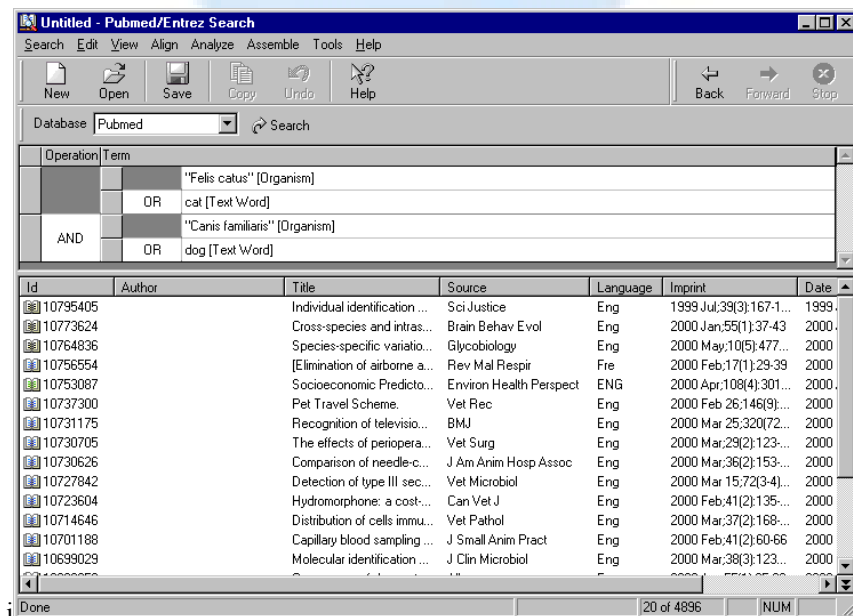 Untitled - Pubmed/Entrez Search
Search Edit View Align Analyze Assemble Tools Help
New Open Save Copy Undo Help Back Forward Stop
Database Pubmed Search
Operation Term
"Felis catus" [Organism]
OR cat [Text Word]
AND "Canis familiaris" [Organism]
OR dog [Text Word]
Id Author Title Source Language Imprint Date
10795405 Individual identification ... Sci Justice Eng 1999 Jul;39(3):167-1... 1999
10773624 Cross-species and intras... Brain Behav Evol Eng 2000 Jan;55(1):37-43 2000
10764836 Species-specific variatio... Glycobiology Eng 2000 May;10(5):477... 2000
10756554 [Elimination of airborne a... Rev Mal Respir Fre 2000 Feb;17(1):29-39 2000
10753087 Socioeconomic Predicto... Environ Health Perspect ENG 2000 Apr;108(4):301... 2000
10737300 Pet Travel Scheme. Vet Rec Eng 2000 Feb 26;146(9):... 2000
10731175 Recognition of televisio... BMJ Eng 2000 Mar 25;320(72... 2000
10730705 The effects of periopera... Vet Surg Eng 2000 Mar;29(2):123-... 2000
10730626 Comparison of needle-c... J Am Anim Hosp Assoc Eng 2000 Mar;36(2):153-... 2000
10727842 Detection of type III sec... Vet Microbiol Eng 2000 Mar 15;72(3-4)... 2000
10723604 Hydromorphone: a cost-... Can Vet J Eng 2000 Feb;41(2):135-... 2000
10714646 Distribution of cells immu... Vet Pathol Eng 2000 Mar;37(2):168-... 2000
10701188 Capillary blood sampling ... J Small Anim Pract Eng 2000 Feb;41(2):60-66 2000
10699029 Molecular identification ... J Clin Microbiol Eng 2000 Mar;38(3):123... 2000
i
Done 20 of 4896 NUM